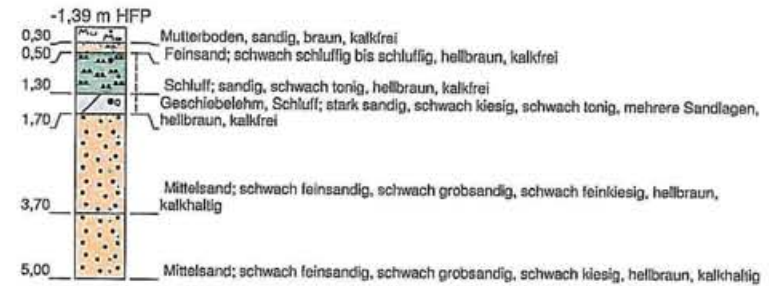 -1,39 m HFP
0,30 Mutterboden, sandig, braun, kalkfrei
0,50 Feinsand; schwach schluffig bis schluffig, hellbraun, kalkfrei
1,30 Schluff; sandig, schwach tonig, hellbraun, kalkfrei
Geschiebelehm, Schluff; stark sandig, schwach kiesig, schwach tonig, mehrere Sandlagen,
1,70 hellbraun, kalkfrei
Mittelsand; schwach feinsandig, schwach grobsandig, schwach feinkiesig, hellbraun,
3,70 kalkhaltig
5,00 Mittelsand; schwach feinsandig, schwach grobsandig, schwach kiesig, hellbraun, kalkhaltig